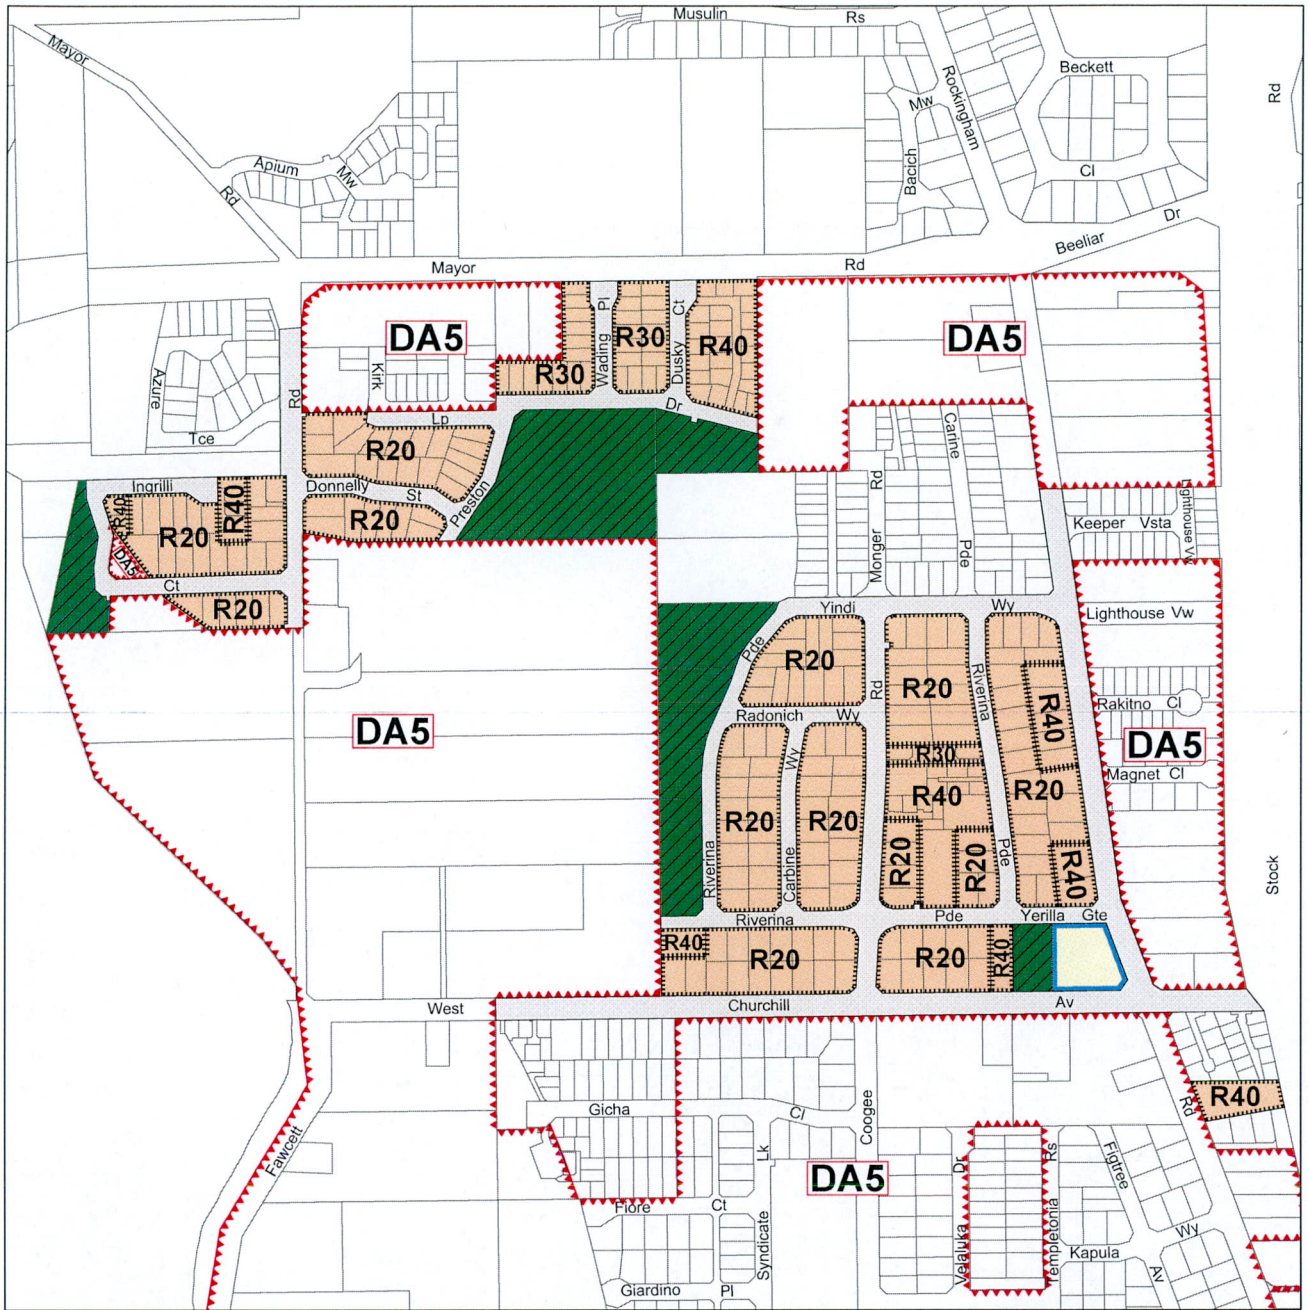 Musulin Rs
Mayor
Rockingham
Beckett
Rd
Mw
Apium
Mw
Bacich
Cl
Rd
Beeliar Dr
Mayor Rd
DA5
Kirk
Wading Pl
R30
R30
Dusky Ct
R40
DA5
Azure
Tce
Rd
Lp
Dr
R20
Carine
Ingrilli
Donnelly St
Preston
Rd
Monger
Pde
Keeper Vsta
Lighthouse Vw
R40
R20
R40
R20
DA5
Ct
R20
Yindi Wy
Lighthouse Vw
Pde
R20
Rd
R20
Riverina
R40
Rakitno Cl
Radonich Wy
DA5
Wy
R30
DA5
Magnet Cl
R40
R20
R20
R20
Riverina
Carbine
R20
R20
Pde
R40
Stock
Riverina Pde Yerilla Gte
R40
R20
R20
R40
West Churchill Av
Gicha Cl
Coogee
Rd
R40
Fawcett
Lk
Dr
Rs
Figtree
DA5
Fiore Ct
Syndicate
Velaluka
Templetonia
Wy
Kapula
Av
Giardino Pl